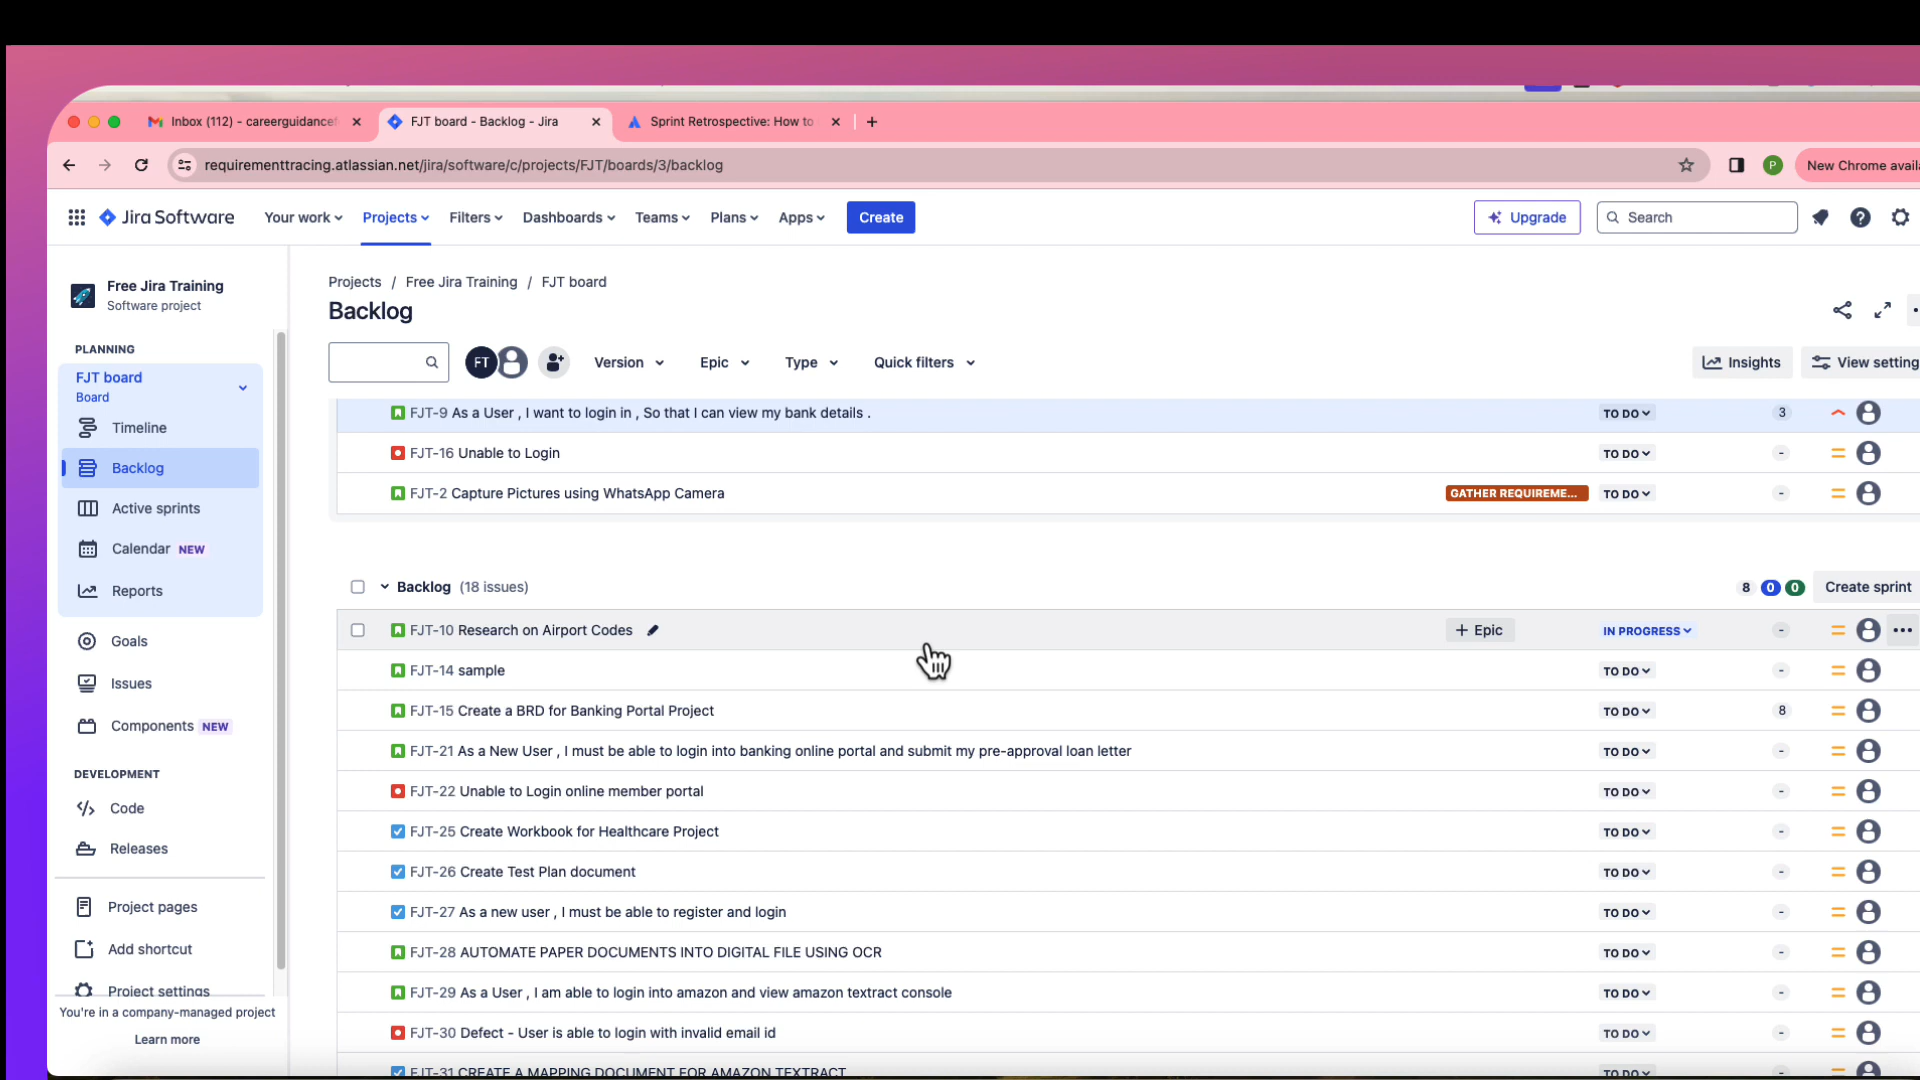 Inbox (112) - careerguidance
FJT board - Backlog - Jira
Sprint Retrospective: How to
requirementtracing.atlassian.net/jira/software/c/projects/FJT/boards/3/backlog
P
New Chrome availa
Jira Software
Your work
Projects
Filters
Dashboards
Teams
Plans
Apps
Create
Upgrade
Search
Free Jira Training
Software project
PLANNING
FJT board
Board
Timeline
Backlog
Active sprints
Calendar NEW
Reports
Goals
Issues
Components NEW
DEVELOPMENT
Code
Releases
Project pages
Add shortcut
Project settings
You're in a company-managed project
Learn more
Projects / Free Jira Training / FJT board
Backlog
FT
Version
Epic
Type
Quick filters
Insights
View setting
FJT-9 As a User , I want to login in , So that I can view my bank details . TO DO 3
FJT-16 Unable to Login TO DO -
FJT-2 Capture Pictures using WhatsApp Camera GATHER REQUIREME... TO DO -
Backlog (18 issues) 8 0 0 Create sprint
FJT-10 Research on Airport Codes + Epic IN PROGRESS -
FJT-14 sample TO DO -
FJT-15 Create a BRD for Banking Portal Project TO DO 8
FJT-21 As a New User , I must be able to login into banking online portal and submit my pre-approval loan letter TO DO -
FJT-22 Unable to Login online member portal TO DO -
FJT-25 Create Workbook for Healthcare Project TO DO -
FJT-26 Create Test Plan document TO DO -
FJT-27 As a new user , I must be able to register and login TO DO -
FJT-28 AUTOMATE PAPER DOCUMENTS INTO DIGITAL FILE USING OCR TO DO -
FJT-29 As a User , I am able to login into amazon and view amazon textract console TO DO -
FJT-30 Defect - User is able to login with invalid email id TO DO -
FJT-31 CREATE A MAPPING DOCUMENT FOR AMAZON TEXTRACT TO DO -